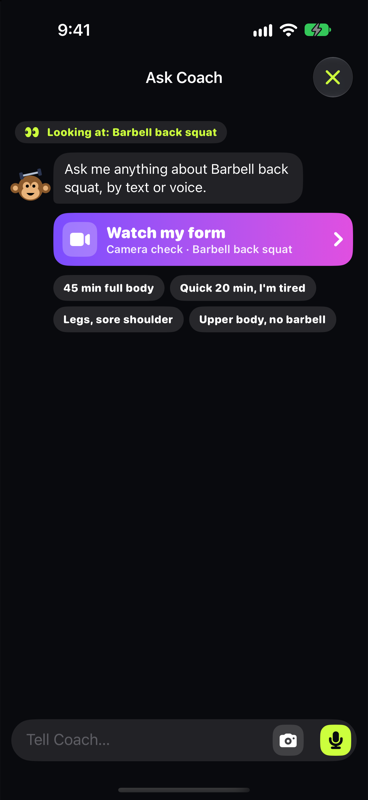 9:41
Ask Coach
Looking at: Barbell back squat
Ask me anything about Barbell back
squat, by text or voice.
Watch my form
Camera check · Barbell back squat
45 min full body
Quick 20 min, I'm tired
Legs, sore shoulder
Upper body, no barbell
Tell Coach...